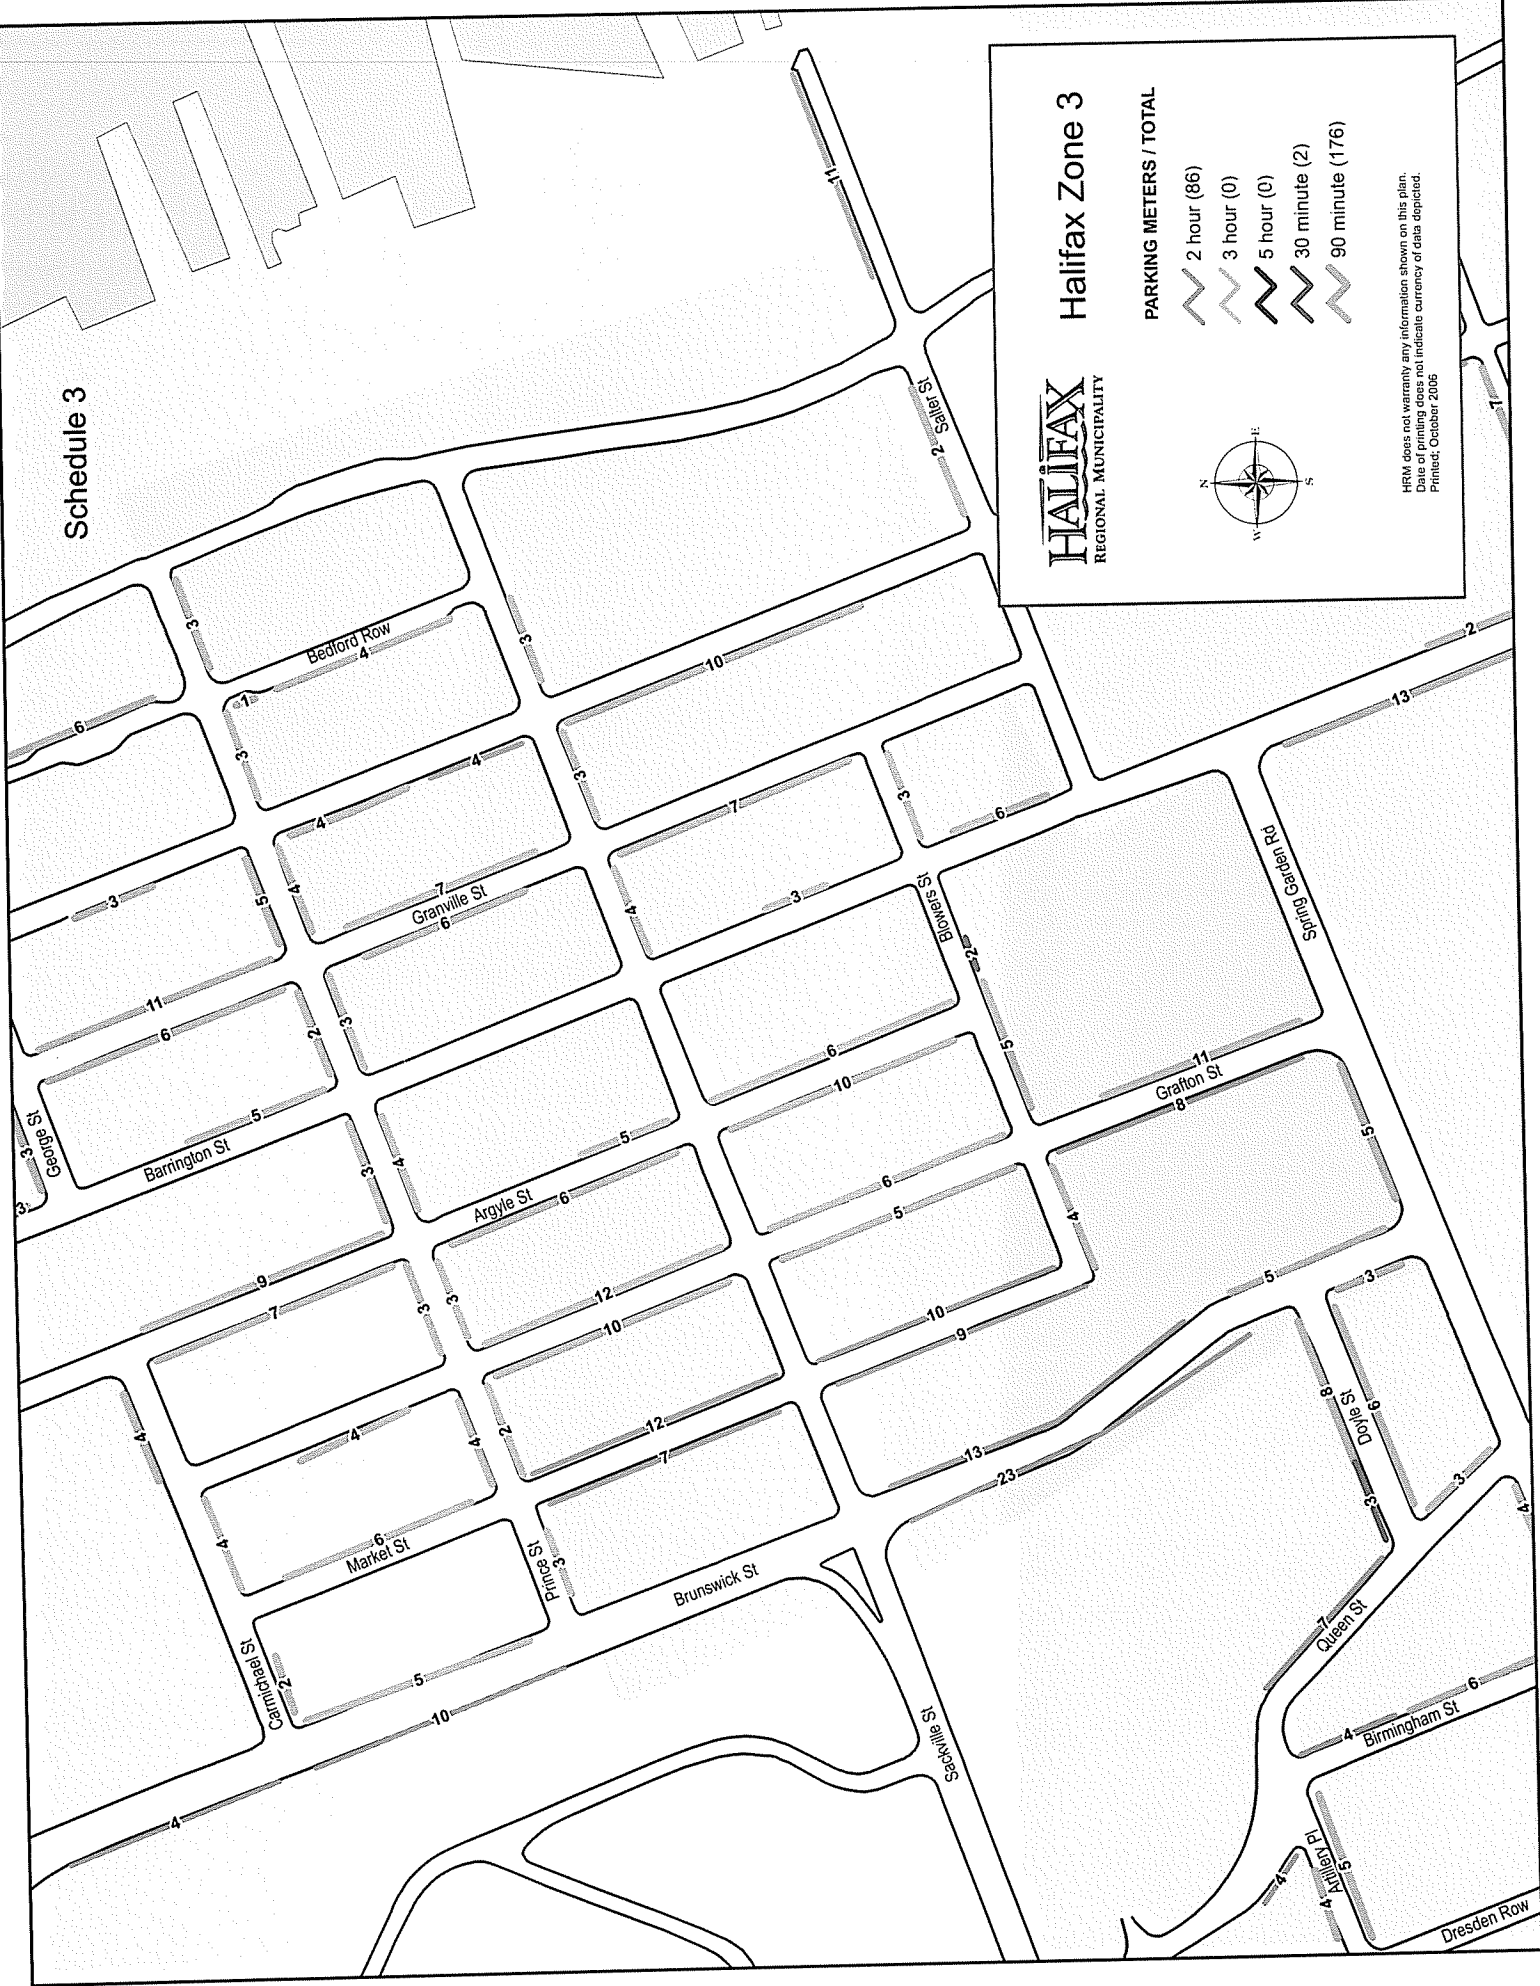 Schedule 3
11
Salter St
2
3
Bedford Row
4
1
3
6
3
10
3
4
4
3
7
3
6
3
5
4
7
Granville St
6
4
3
Blowers St
2
5
11
6
2
3
George St
3
3
5
Barrington St
3
4
Argyle St
6
5
6
10
6
5
11
Grafton St
8
Spring Garden Rd
13
2
7
5
4
9
7
3
3
12
10
10
9
5
3
4
4
4
2
12
7
13
23
8
Doyle St
6
3
3
4
4
6
Market St
Prince St
3
Brunswick St
7
Queen St
Carmichael St
2
5
10
4
Sackville St
4
Birmingham St
6
Artillery Pl
5
4
4
Dresden Row
HALIFAX
REGIONAL MUNICIPALITY
Halifax Zone 3
N
W
E
S
PARKING METERS / TOTAL
2 hour (86)
3 hour (0)
5 hour (0)
30 minute (2)
90 minute (176)
HRM does not warranty any information shown on this plan.
Date of printing does not indicate currency of data depicted.
Printed; October 2006